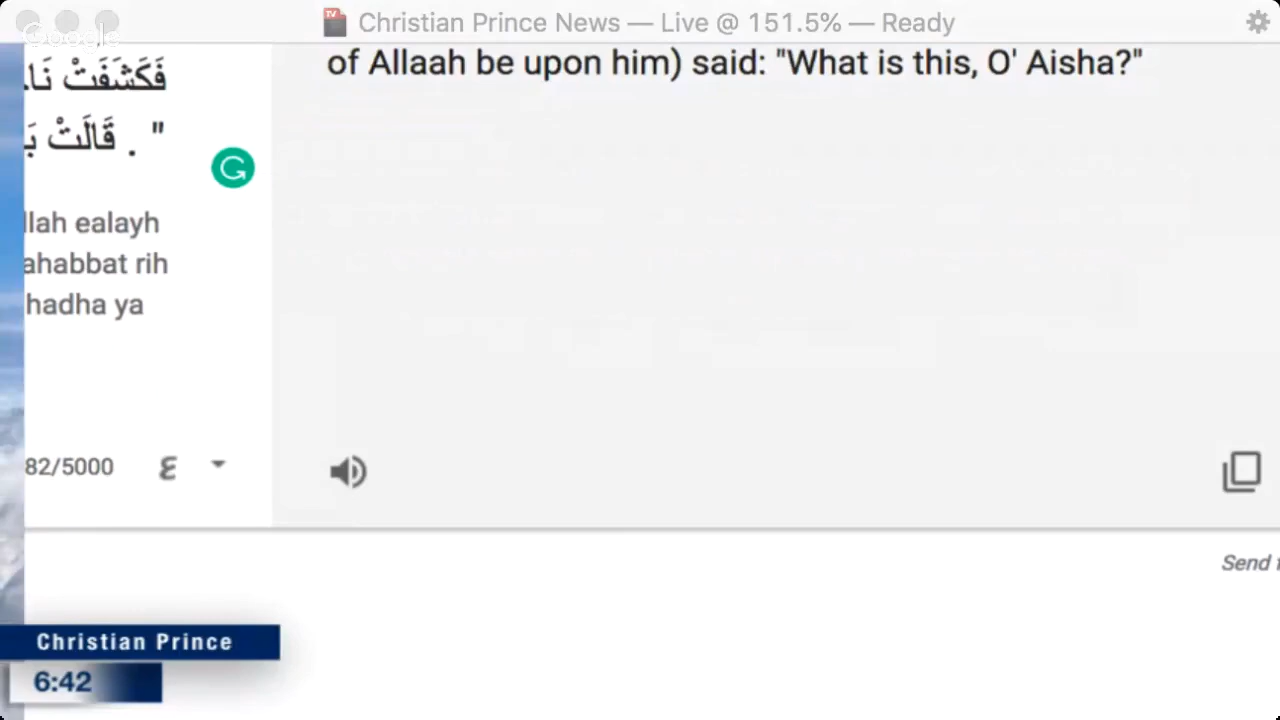 Google
Christian Prince News — Live @ 151.5% — Ready
of Allaah be upon him) said: "What is this, O' Aisha?"
فَكَشَفَتْ
" . قَالَتْ
llah ealayh
ahabbat rih
hadha ya
82/5000
ع
Send
Christian Prince
6:42